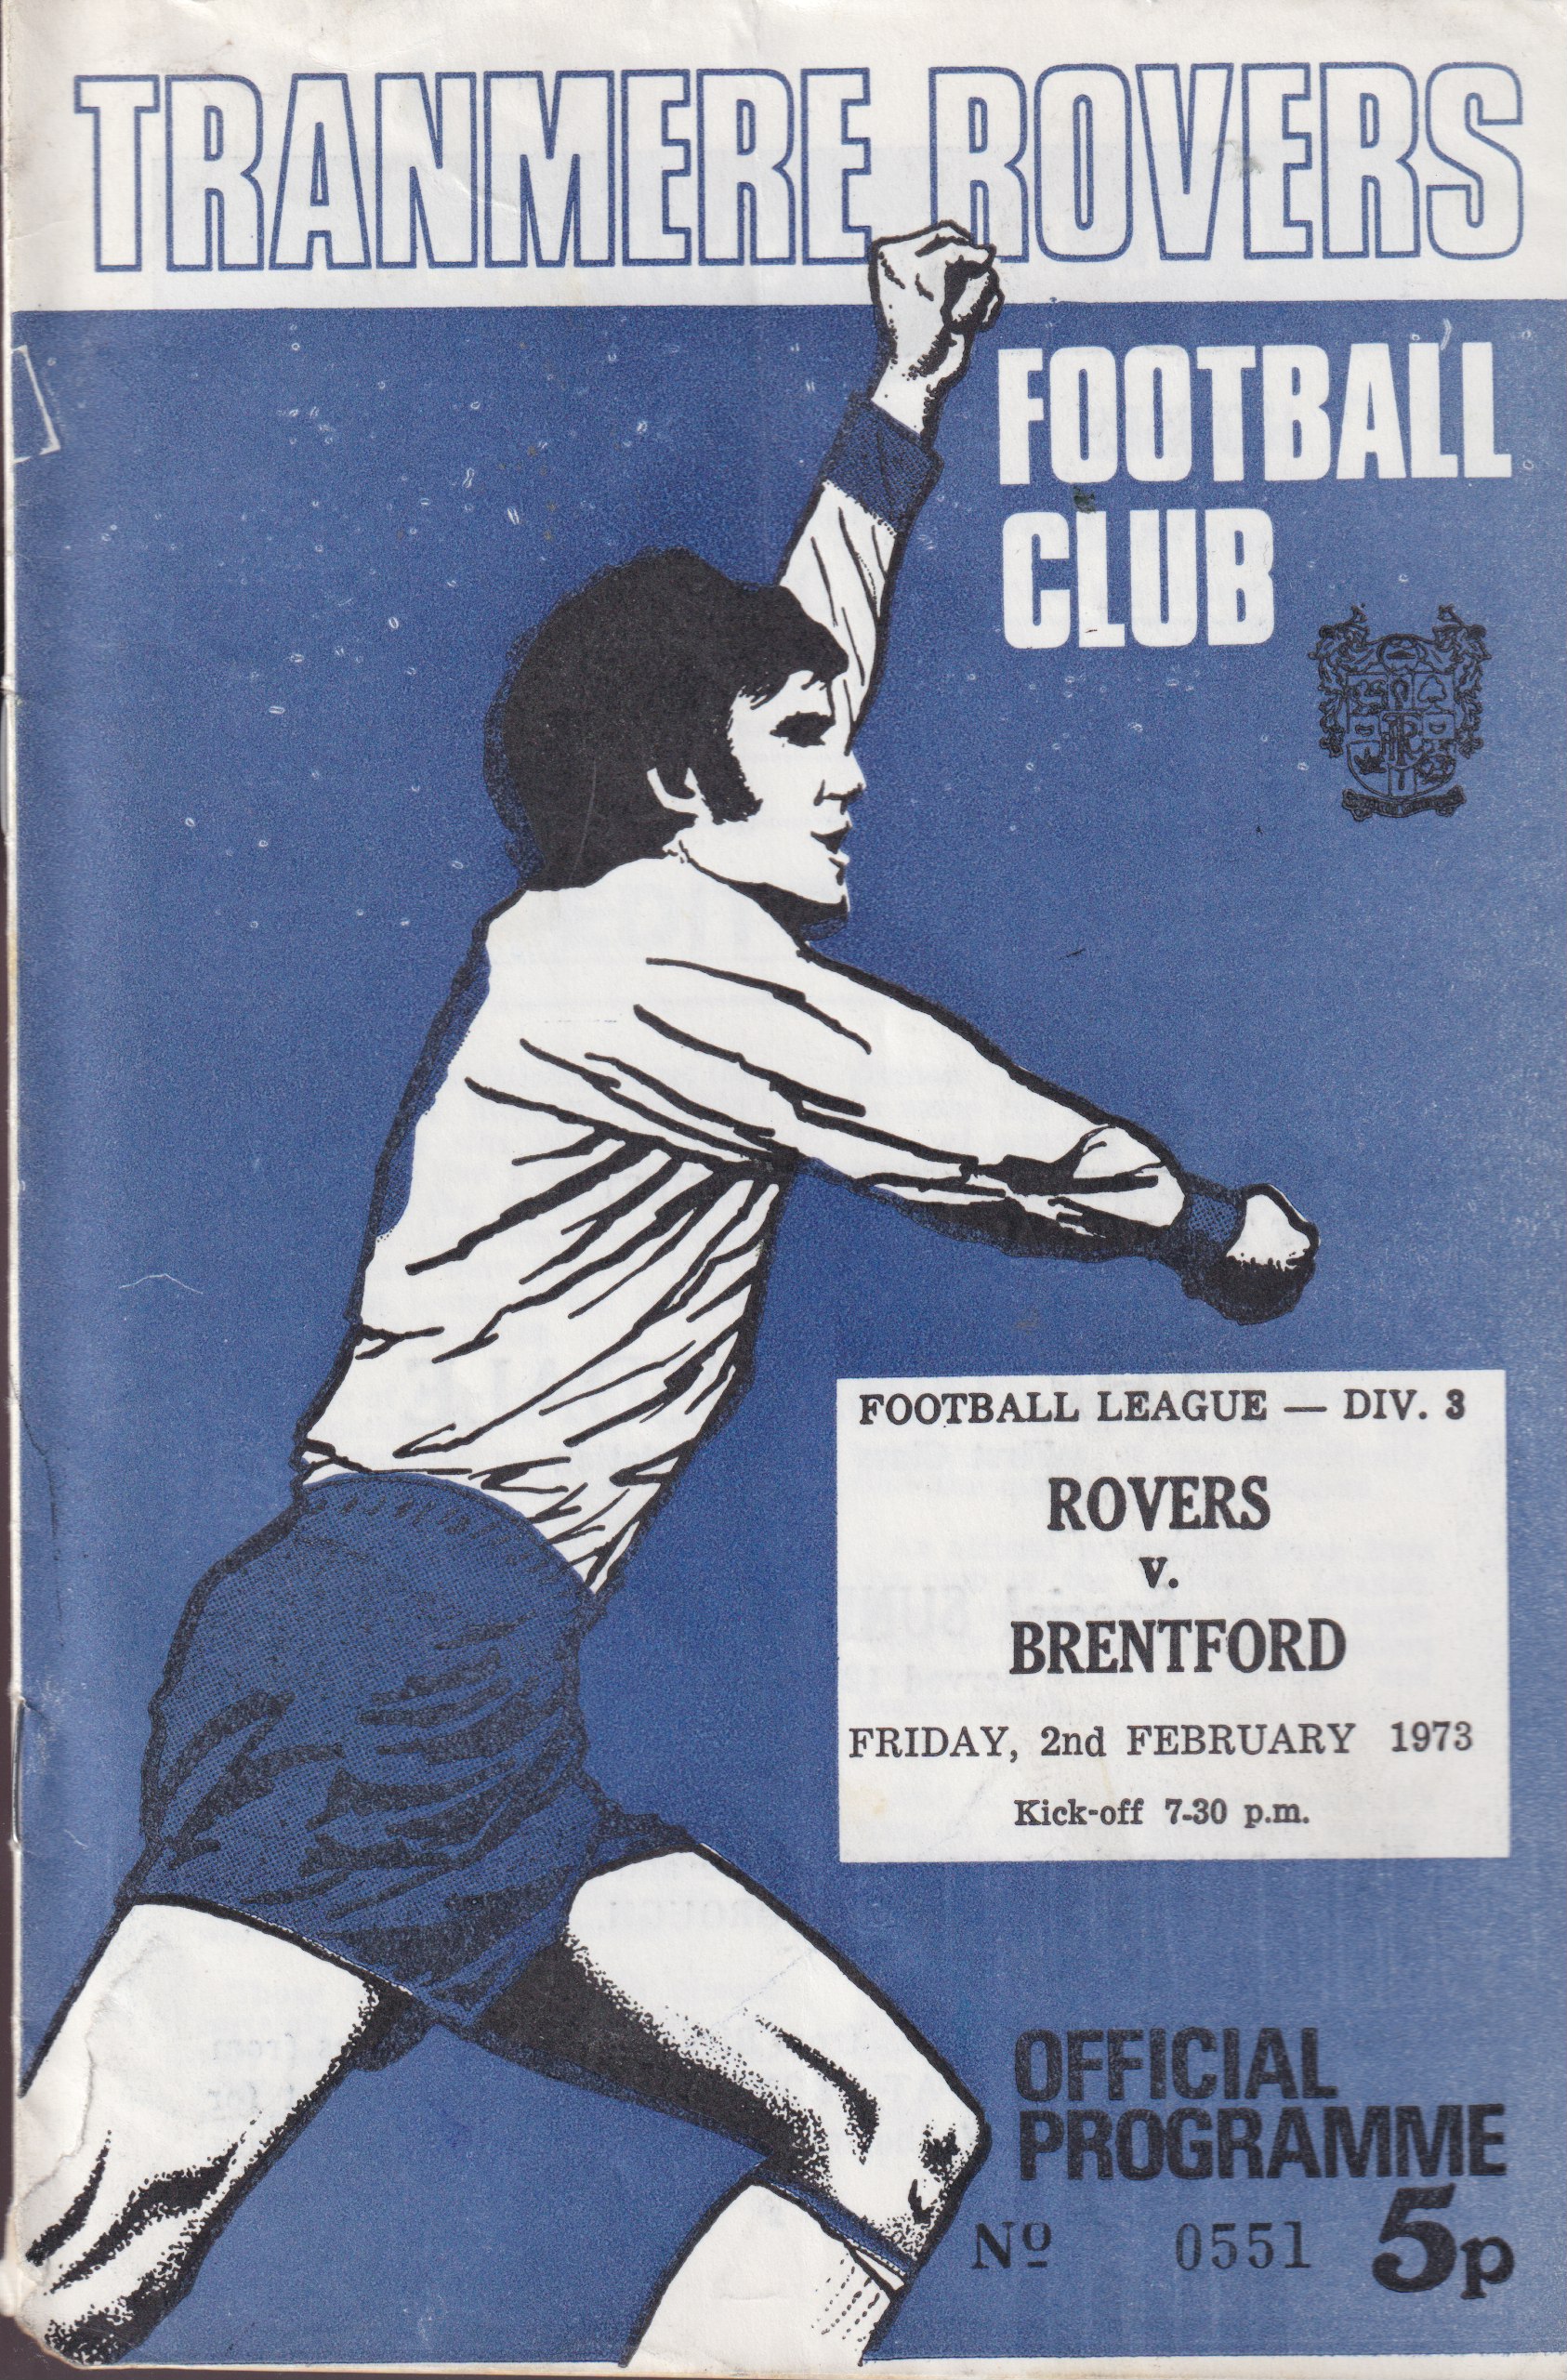 TRANMERE ROVERS
FOOTBALL
CLUB
FOOTBALL LEAGUE — DIV. 3
ROVERS
v.
BRENTFORD
FRIDAY, 2nd FEBRUARY 1973
Kick-off 7-30 p.m.
OFFICIAL
PROGRAMME
Nº 0551 5p